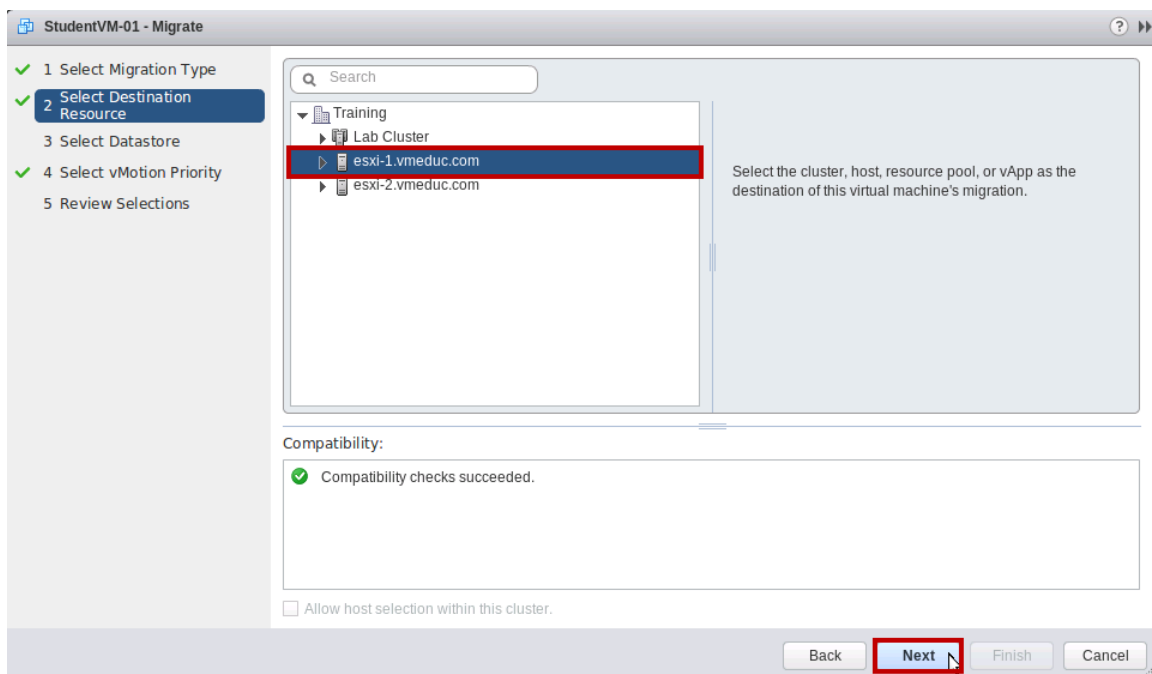 StudentVM-01 - Migrate
?
1 Select Migration Type
2 Select Destination
Resource
3 Select Datastore
4 Select vMotion Priority
5 Review Selections
Search
Training
Lab Cluster
esxi-1.vmeduc.com
esxi-2.vmeduc.com
Select the cluster, host, resource pool, or vApp as the
destination of this virtual machine's migration.
Compatibility:
Compatibility checks succeeded.
Allow host selection within this cluster.
Back Next Finish Cancel